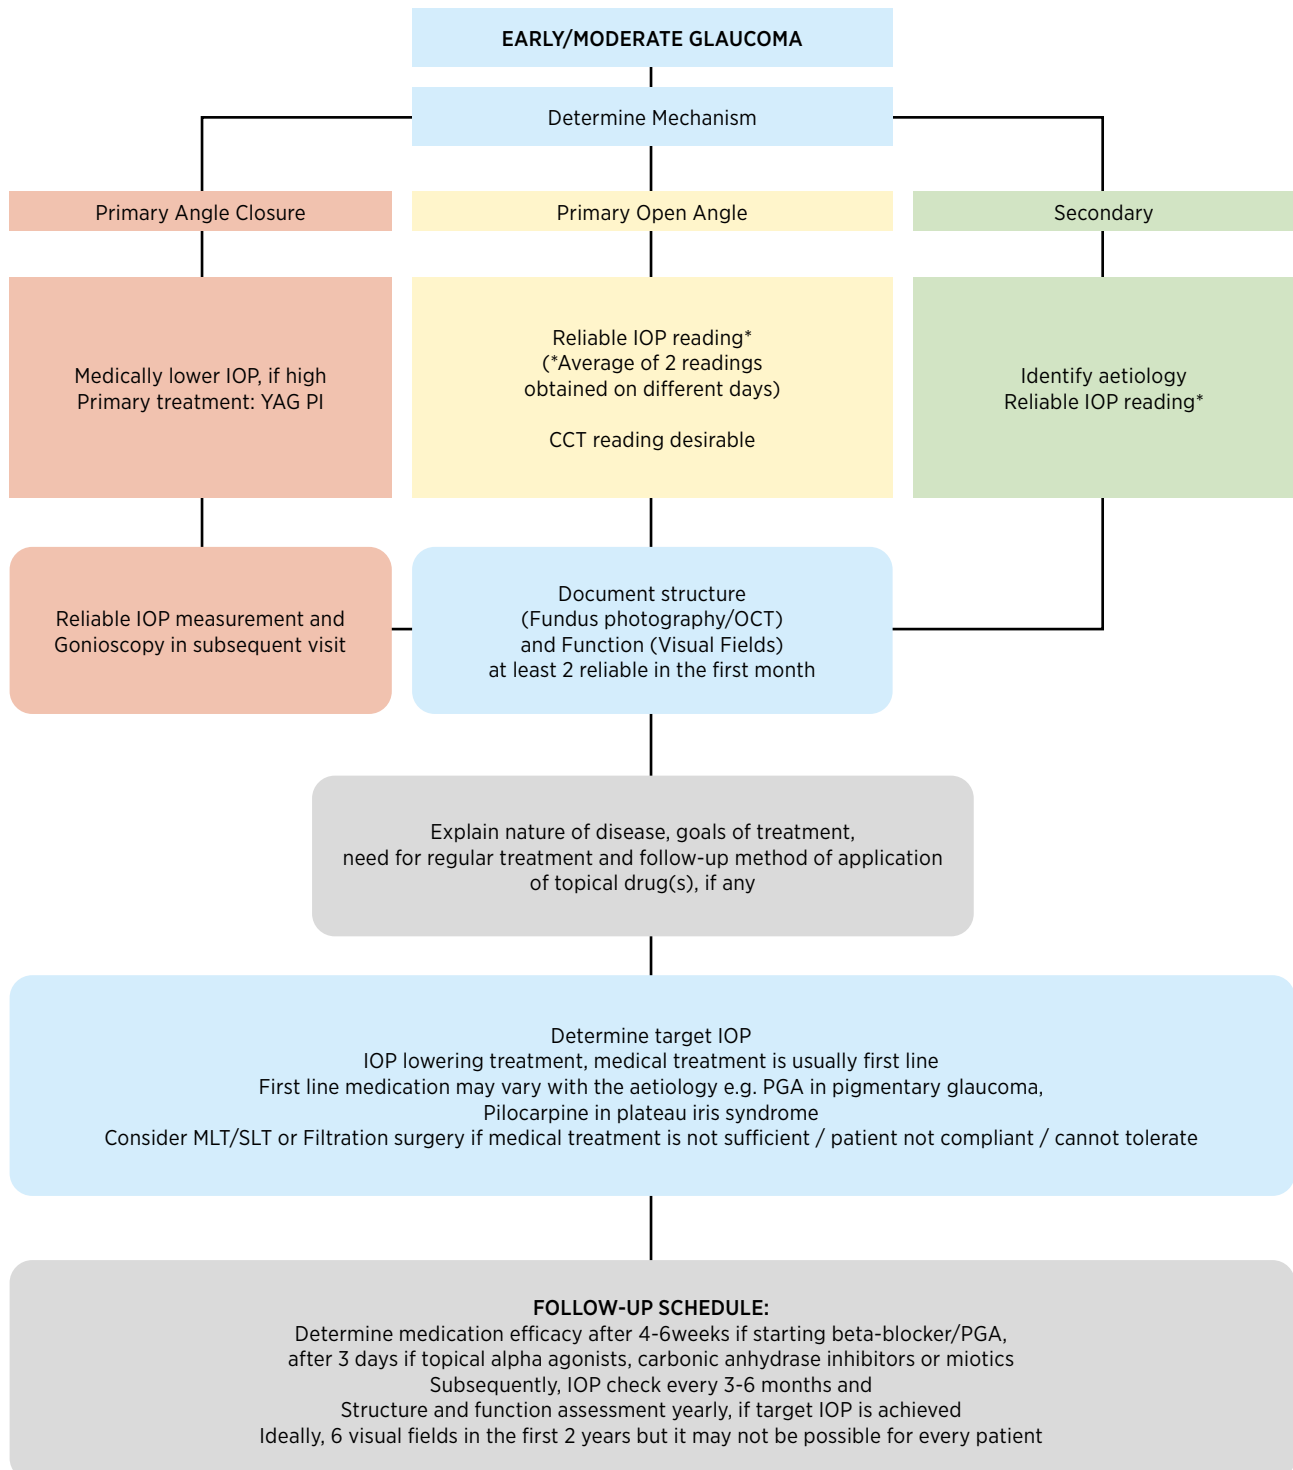 EARLY/MODERATE GLAUCOMA
Determine Mechanism
Primary Angle Closure
Primary Open Angle
Secondary
Medically lower IOP, if high
Primary treatment: YAG PI
Reliable IOP reading*
(*Average of 2 readings
obtained on different days)
CCT reading desirable
Identify aetiology
Reliable IOP reading*
Reliable IOP measurement and
Gonioscopy in subsequent visit
Document structure
(Fundus photography/OCT)
and Function (Visual Fields)
at least 2 reliable in the first month
Explain nature of disease, goals of treatment,
need for regular treatment and follow-up method of application
of topical drug(s), if any
Determine target IOP
IOP lowering treatment, medical treatment is usually first line
First line medication may vary with the aetiology e.g. PGA in pigmentary glaucoma,
Pilocarpine in plateau iris syndrome
Consider MLT/SLT or Filtration surgery if medical treatment is not sufficient / patient not compliant / cannot tolerate
FOLLOW-UP SCHEDULE:
Determine medication efficacy after 4-6weeks if starting beta-blocker/PGA,
after 3 days if topical alpha agonists, carbonic anhydrase inhibitors or miotics
Subsequently, IOP check every 3-6 months and
Structure and function assessment yearly, if target IOP is achieved
Ideally, 6 visual fields in the first 2 years but it may not be possible for every patient